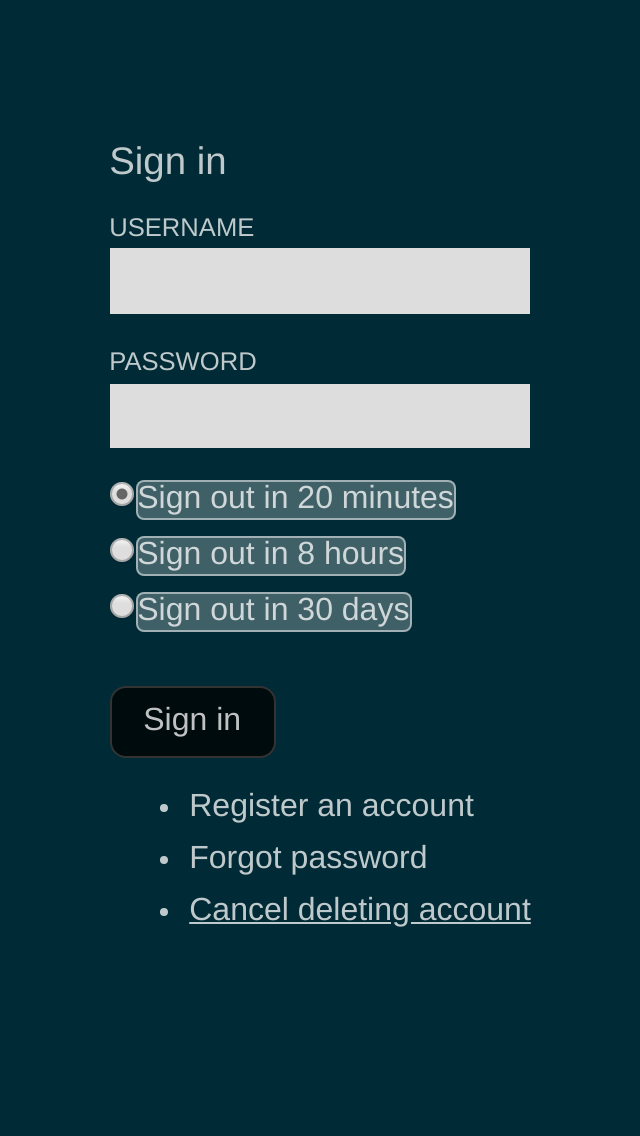 Sign in
USERNAME
PASSWORD
Sign out in 20 minutes
Sign out in 8 hours
Sign out in 30 days
Sign in
Register an account
Forgot password
Cancel deleting account